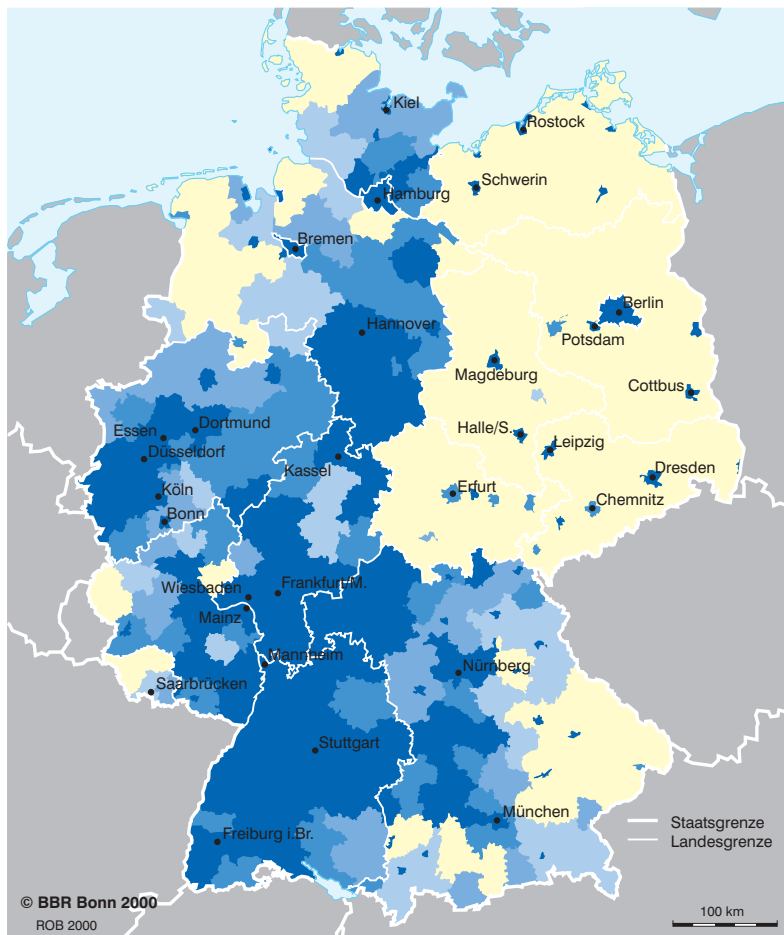 Kiel
Rostock
Schwerin
Hamburg
Bremen
Berlin
Hannover
Potsdam
Magdeburg
Cottbus
Dortmund
Essen
Halle/S.
Leipzig
Düsseldorf
Kassel
Dresden
Köln
Erfurt
Chemnitz
Bonn
Wiesbaden
Frankfurt/M.
Mainz
Mannheim
Nürnberg
Saarbrücken
Stuttgart
München
Staatsgrenze
Freiburg i.Br.
Landesgrenze
© BBR Bonn 2000
ROB 2000
100 km